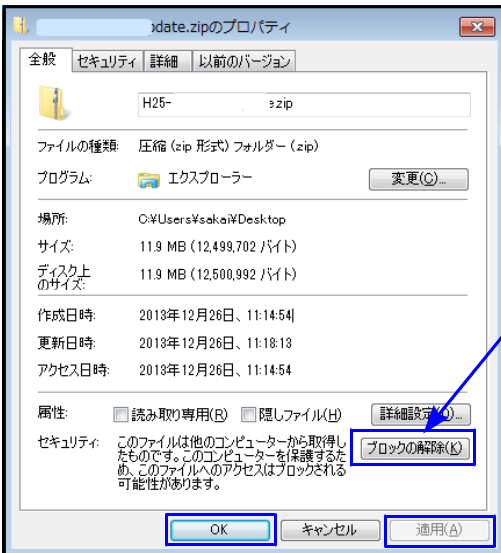 pdate.zipのプロパティ
全般 セキュリティ 詳細 以前のバージョン
H25- e.zip
ファイルの種類: 圧縮 (zip 形式) フォルダー (zip)
プログラム: エクスプローラー 変更(C)...
場所: C:¥Users¥sakai¥Desktop
サイズ: 11.9 MB (12,499,702 バイト)
ディスク上
のサイズ: 11.9 MB (12,500,992 バイト)
作成日時: 2013年12月26日、11:14:54
更新日時: 2013年12月26日、11:18:13
アクセス日時: 2013年12月26日、11:14:54
属性: 読み取り専用(R) 隠しファイル(H) 詳細設定(D)...
セキュリティ: このファイルは他のコンピューターから取得し
たものです。このコンピューターを保護するた
め、このファイルへのアクセスはブロックされる
可能性があります。
ブロックの解除(K)
OK キャンセル 適用(A)